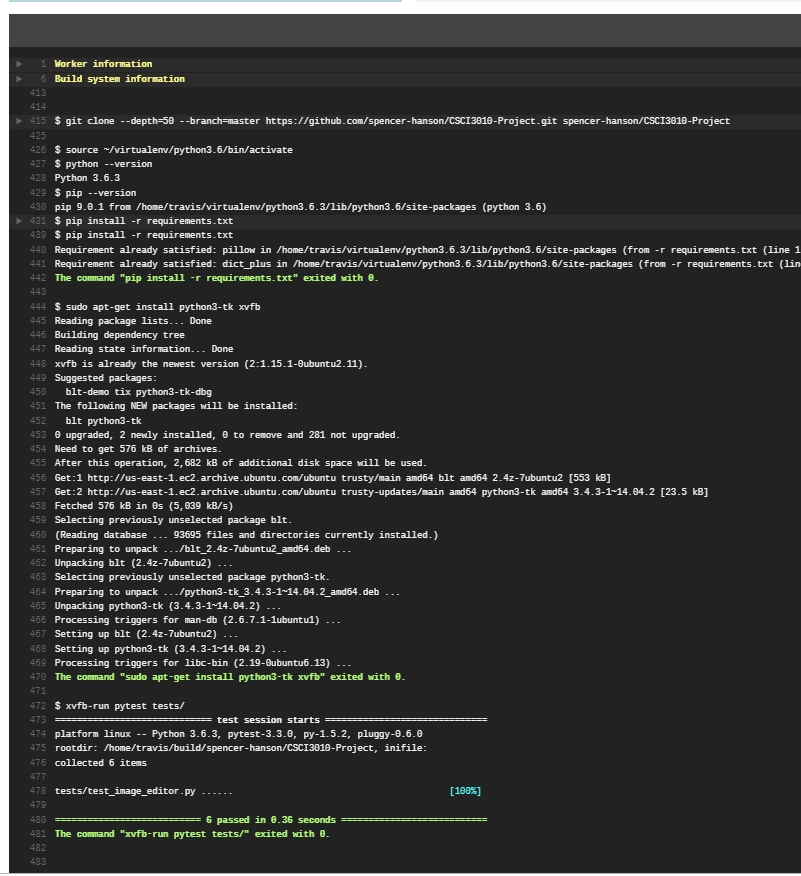 1 Worker information
6 Build system information
413
414
415 $ git clone --depth=50 --branch=master https://github.com/spencer-hanson/CSCI3010-Project.git spencer-hanson/CSCI3010-Project
425
426 $ source ~/virtualenv/python3.6/bin/activate
427 $ python --version
428 Python 3.6.3
429 $ pip --version
430 pip 9.0.1 from /home/travis/virtualenv/python3.6.3/lib/python3.6/site-packages (python 3.6)
431 $ pip install -r requirements.txt
439 $ pip install -r requirements.txt
440 Requirement already satisfied: pillow in /home/travis/virtualenv/python3.6.3/lib/python3.6/site-packages (from -r requirements.txt (line 1
441 Requirement already satisfied: dict_plus in /home/travis/virtualenv/python3.6.3/lib/python3.6/site-packages (from -r requirements.txt (lin
442 The command "pip install -r requirements.txt" exited with 0.
443
444 $ sudo apt-get install python3-tk xvfb
445 Reading package lists... Done
446 Building dependency tree
447 Reading state information... Done
448 xvfb is already the newest version (2:1.15.1-0ubuntu2.11).
449 Suggested packages:
450 blt-demo tix python3-tk-dbg
451 The following NEW packages will be installed:
452 blt python3-tk
453 0 upgraded, 2 newly installed, 0 to remove and 281 not upgraded.
454 Need to get 576 kB of archives.
455 After this operation, 2,682 kB of additional disk space will be used.
456 Get:1 http://us-east-1.ec2.archive.ubuntu.com/ubuntu trusty/main amd64 blt amd64 2.4z-7ubuntu2 [553 kB]
457 Get:2 http://us-east-1.ec2.archive.ubuntu.com/ubuntu trusty-updates/main amd64 python3-tk amd64 3.4.3-1~14.04.2 [23.5 kB]
458 Fetched 576 kB in 0s (5,039 kB/s)
459 Selecting previously unselected package blt.
460 (Reading database ... 93695 files and directories currently installed.)
461 Preparing to unpack .../blt_2.4z-7ubuntu2_amd64.deb ...
462 Unpacking blt (2.4z-7ubuntu2) ...
463 Selecting previously unselected package python3-tk.
464 Preparing to unpack .../python3-tk_3.4.3-1~14.04.2_amd64.deb ...
465 Unpacking python3-tk (3.4.3-1~14.04.2) ...
466 Processing triggers for man-db (2.6.7.1-1ubuntu1) ...
467 Setting up blt (2.4z-7ubuntu2) ...
468 Setting up python3-tk (3.4.3-1~14.04.2) ...
469 Processing triggers for libc-bin (2.19-0ubuntu6.13) ...
470 The command "sudo apt-get install python3-tk xvfb" exited with 0.
471
472 $ xvfb-run pytest tests/
473 ============================= test session starts ==============================
474 platform linux -- Python 3.6.3, pytest-3.3.0, py-1.5.2, pluggy-0.6.0
475 rootdir: /home/travis/build/spencer-hanson/CSCI3010-Project, inifile:
476 collected 6 items
477
478 tests/test_image_editor.py ...... [100%]
479
480 =========================== 6 passed in 0.36 seconds ===========================
481 The command "xvfb-run pytest tests/" exited with 0.
482
483